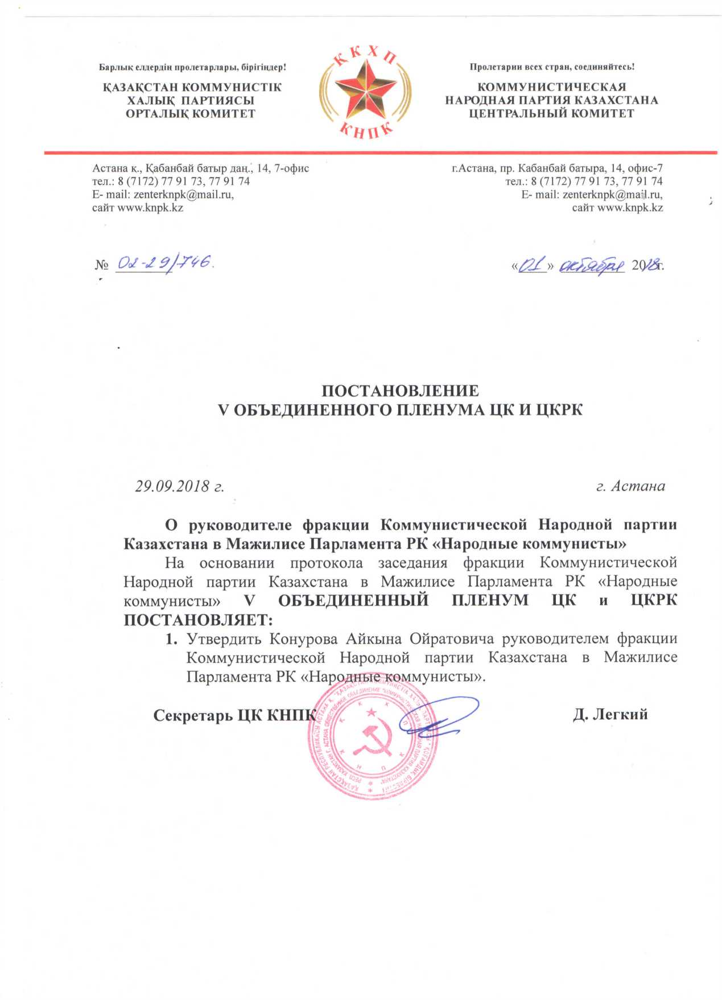 Барлық елдердің пролетарлары, бірігіңдер!
ҚАЗАҚСТАН КОММУНИСТІК
ХАЛЫҚ ПАРТИЯСЫ
ОРТАЛЫҚ КОМИТЕТ
ҚКХП
КНПК
Пролетарии всех стран, соединяйтесь!
КОММУНИСТИЧЕСКАЯ
НАРОДНАЯ ПАРТИЯ КАЗАХСТАНА
ЦЕНТРАЛЬНЫЙ КОМИТЕТ
Астана қ., Қабанбай батыр даң., 14, 7-офис
тел.: 8 (7172) 77 91 73, 77 91 74
E- mail: zenterknpk@mail.ru,
сайт www.knpk.kz
г.Астана, пр. Кабанбай батыра, 14, офис-7
тел.: 8 (7172) 77 91 73, 77 91 74
E- mail: zenterknpk@mail.ru,
сайт www.knpk.kz
№ 02-29/746.
«01» октября 2018г.
ПОСТАНОВЛЕНИЕ
V ОБЪЕДИНЕННОГО ПЛЕНУМА ЦК И ЦКРК
29.09.2018 г. г. Астана
О руководителе фракции Коммунистической Народной партии
Казахстана в Мажилисе Парламента РК «Народные коммунисты»
На основании протокола заседания фракции Коммунистической
Народной партии Казахстана в Мажилисе Парламента РК «Народные
коммунисты» V ОБЪЕДИНЕННЫЙ ПЛЕНУМ ЦК и ЦКРК
ПОСТАНОВЛЯЕТ:
1. Утвердить Конурова Айкына Ойратовича руководителем фракции
Коммунистической Народной партии Казахстана в Мажилисе
Парламента РК «Народные коммунисты».
Секретарь ЦК КНПК Д. Легкий